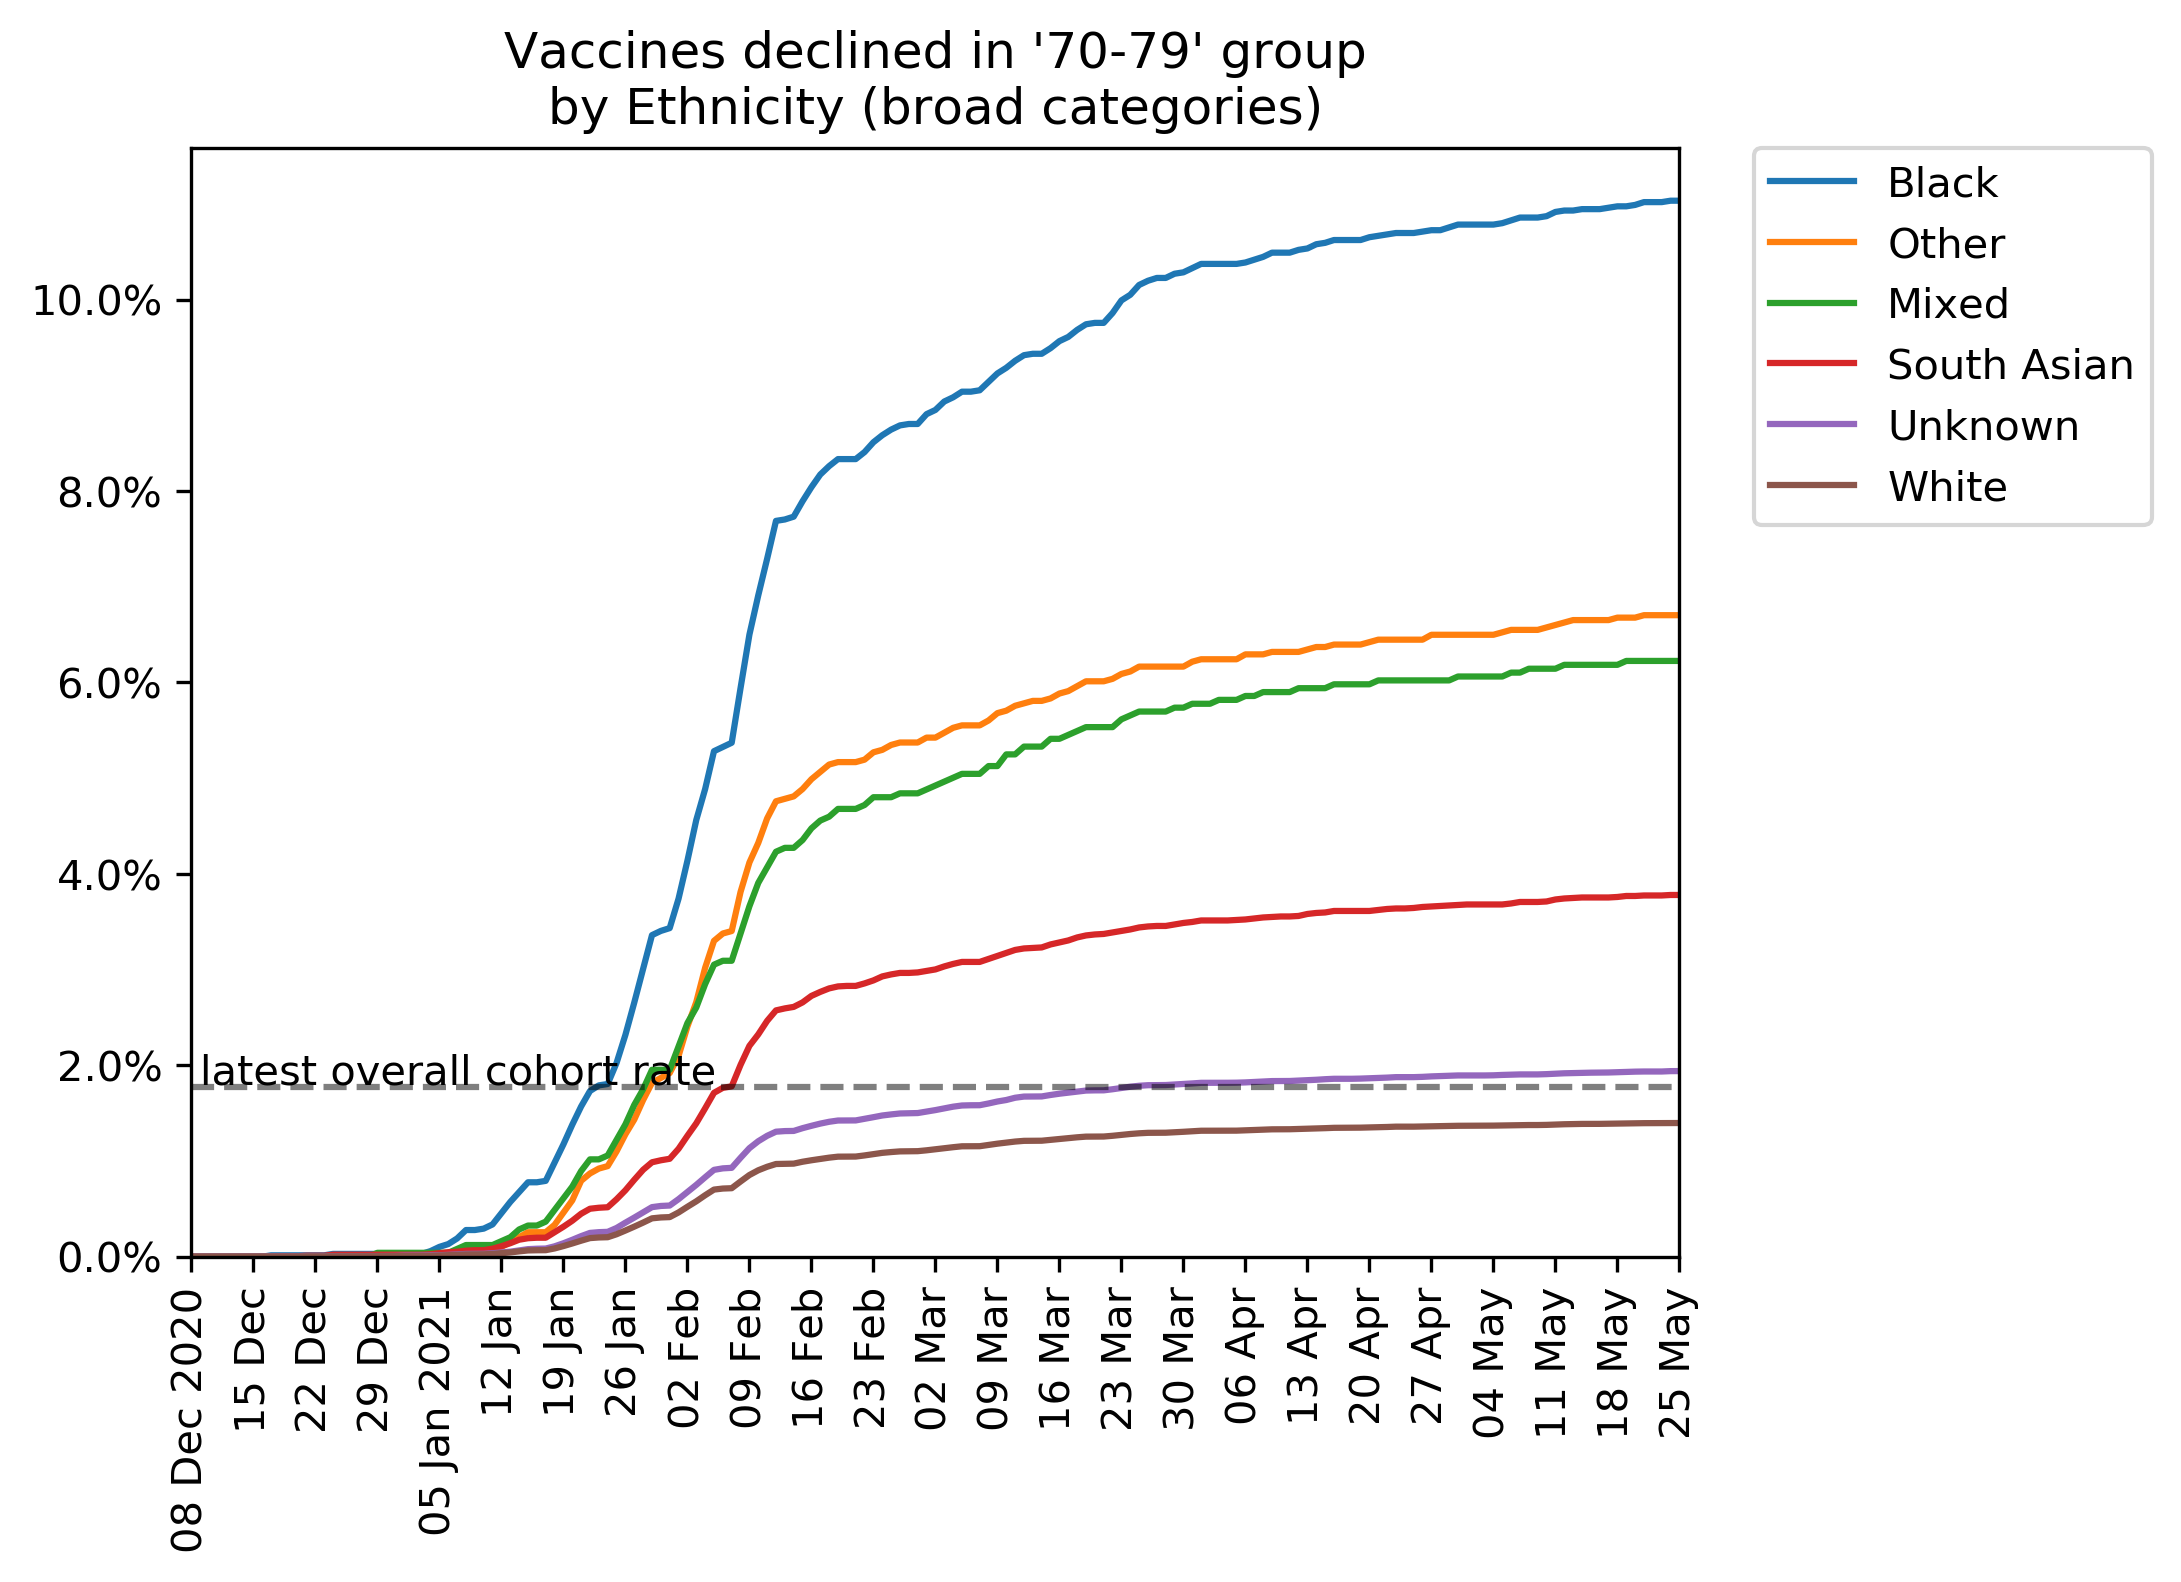 Vaccines declined in '70-79' group
by Ethnicity (broad categories)
10.0%
8.0%
6.0%
4.0%
2.0%
0.0%
latest overall cohort rate
08 Dec 2020
15 Dec
22 Dec
29 Dec
05 Jan 2021
12 Jan
19 Jan
26 Jan
02 Feb
09 Feb
16 Feb
23 Feb
02 Mar
09 Mar
16 Mar
23 Mar
30 Mar
06 Apr
13 Apr
20 Apr
27 Apr
04 May
11 May
18 May
25 May
Black
Other
Mixed
South Asian
Unknown
White